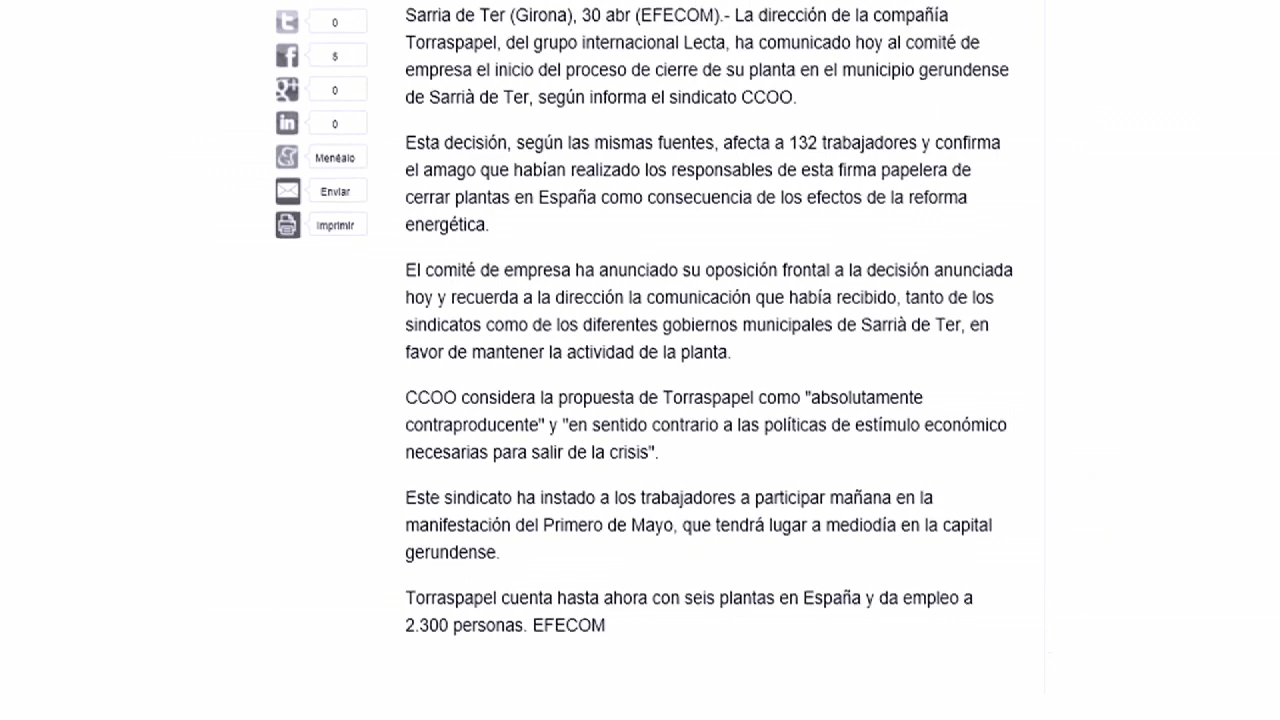 0
5
0
0
Menéalo
Enviar
Imprimir
Sarria de Ter (Girona), 30 abr (EFECOM).- La dirección de la compañía
Torraspapel, del grupo internacional Lecta, ha comunicado hoy al comité de
empresa el inicio del proceso de cierre de su planta en el municipio gerundense
de Sarrià de Ter, según informa el sindicato CCOO.
Esta decisión, según las mismas fuentes, afecta a 132 trabajadores y confirma
el amago que habían realizado los responsables de esta firma papelera de
cerrar plantas en España como consecuencia de los efectos de la reforma
energética.
El comité de empresa ha anunciado su oposición frontal a la decisión anunciada
hoy y recuerda a la dirección la comunicación que había recibido, tanto de los
sindicatos como de los diferentes gobiernos municipales de Sarrià de Ter, en
favor de mantener la actividad de la planta.
CCOO considera la propuesta de Torraspapel como "absolutamente
contraproducente" y "en sentido contrario a las políticas de estímulo económico
necesarias para salir de la crisis".
Este sindicato ha instado a los trabajadores a participar mañana en la
manifestación del Primero de Mayo, que tendrá lugar a mediodía en la capital
gerundense.
Torraspapel cuenta hasta ahora con seis plantas en España y da empleo a
2.300 personas. EFECOM